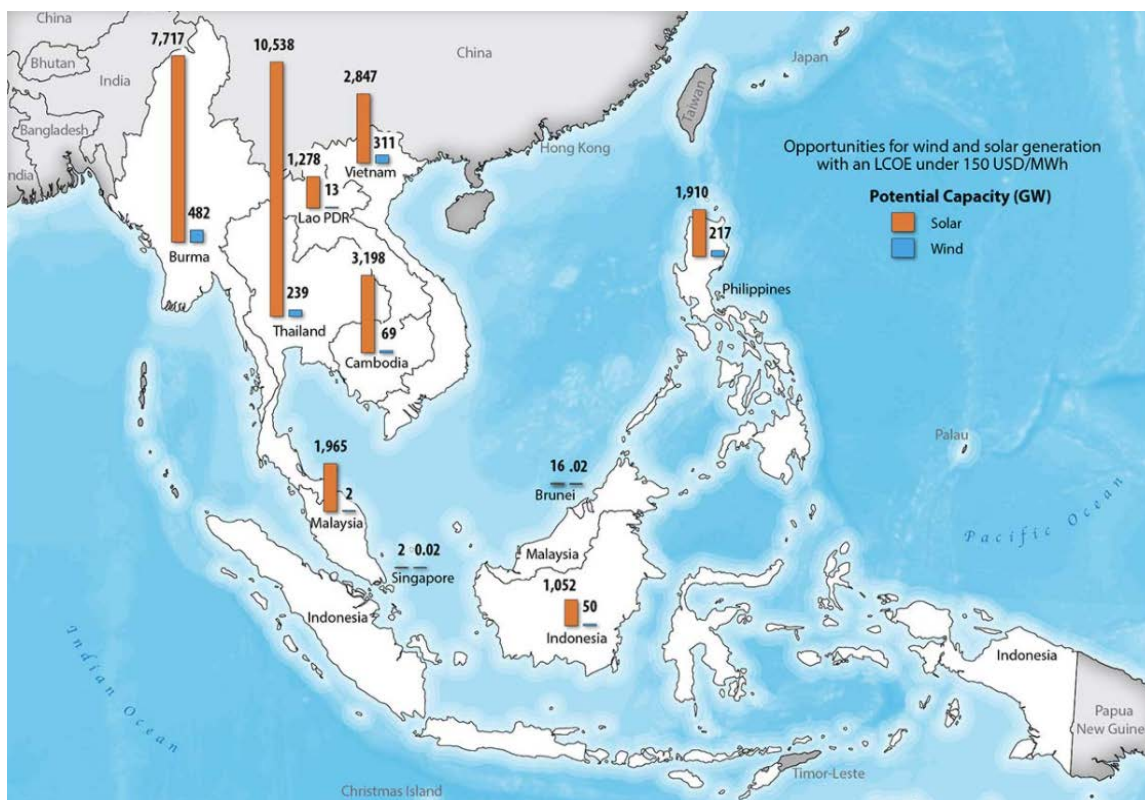 China
7,717
10,538
China
Japan
Bhutan
2,847
India
Taiwan
Bangladesh
1,278
311
Hong Kong
Opportunities for wind and solar generation
with an LCOE under 150 USD/MWh
India
13
Vietnam
1,910
Potential Capacity (GW)
482
Lao PDR
217
Solar
Wind
Burma
3,198
Philippines
239
69
Thailand
Cambodia
Palau
1,965
16 .02
2
Brunei
Malaysia
Pacific Ocean
2 0.02
Malaysia
Singapore
1,052
50
Indonesia
Indonesia
Indonesia
Indian Ocean
Papua
New Guine
Timor-Leste
Christmas Island